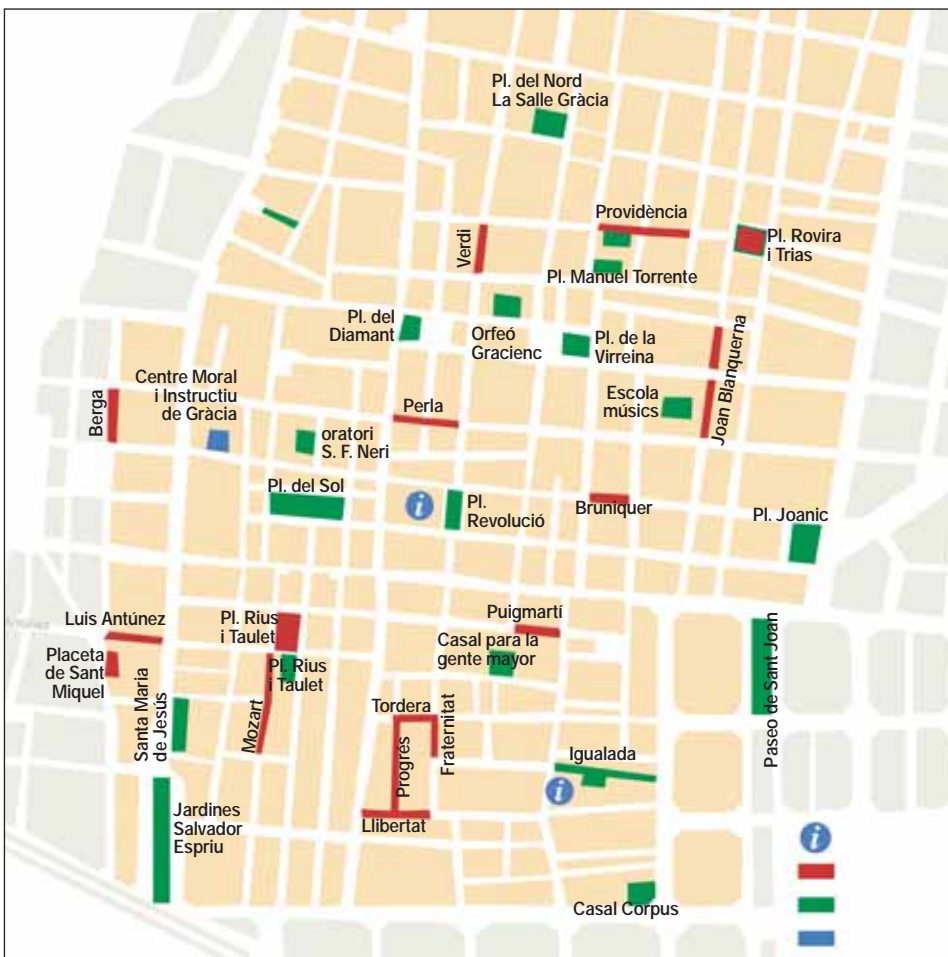 Pl. del Nord
La Salle Gràcia
Providència
Pl. Rovira
i Trias
Verdi
Pl. Manuel Torrente
Pl. del
Diamant
Orfeó
Gracienc
Pl. de la
Virreina
Joan Blanquerna
Centre Moral
i Instructiu
de Gràcia
Berga
Escola
músics
Perla
oratori
S. F. Neri
Pl. del Sol
i
Pl.
Revolució
Bruniquer
Pl. Joanic
Luis Antúnez
Pl. Rius
i Taulet
Puigmartí
Placeta
de Sant
Miquel
Pl. Rius
i Taulet
Casal para la
gente mayor
Santa Maria
de Jesús
Mozart
Tordera
Progrés
Fraternitat
Paseo de Sant Joan
Igualada
i
Jardines
Salvador
Espriu
Llibertat
i
Casal Corpus